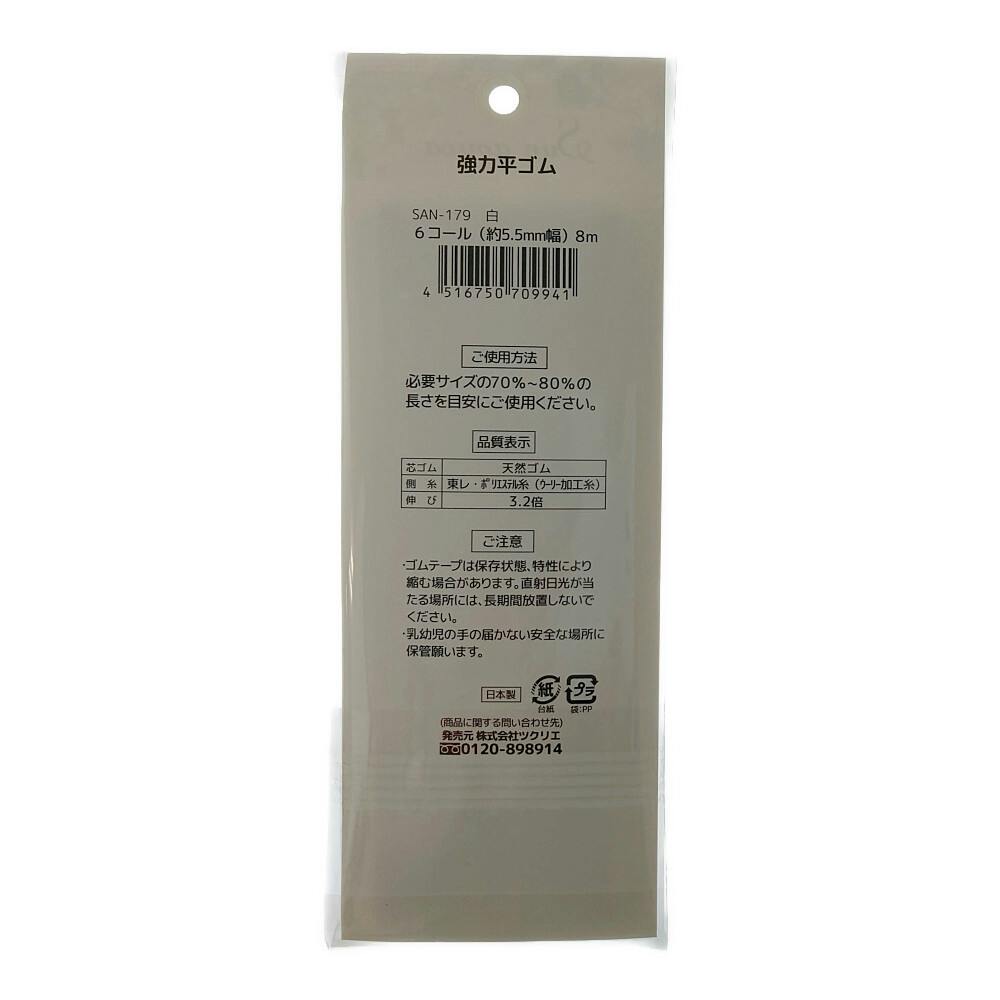 強力平ゴム
SAN-179 白
6コール（約5.5mm幅）8m
4 516750 709941
ご使用方法
必要サイズの70%~80%の
長さを目安にご使用ください。
品質表示
芯ゴム 天然ゴム
側 糸 東レ・ポリエステル糸（ウーリー加工糸）
伸 び 3.2倍
ご注意
・ゴムテープは保存状態、特性により
縮む場合があります。直射日光が当
たる場所には、長期間放置しないで
ください。
・乳幼児の手の届かない安全な場所に
保管願います。
日本製 紙 プラ
台紙 袋:PP
(商品に関する問い合わせ先)
発売元 株式会社ツクリエ
0120-898914